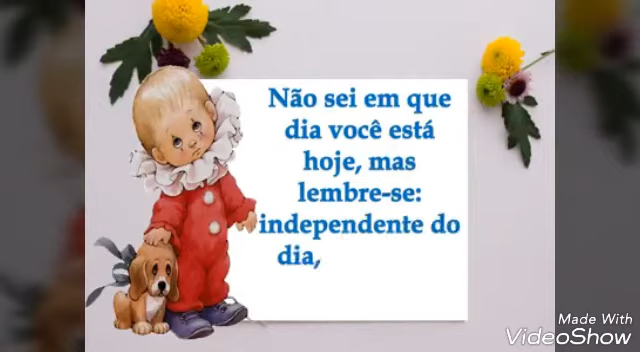 Não sei em que
dia você está
hoje, mas
lembre-se:
independente do
dia,
Made With
VideoShow